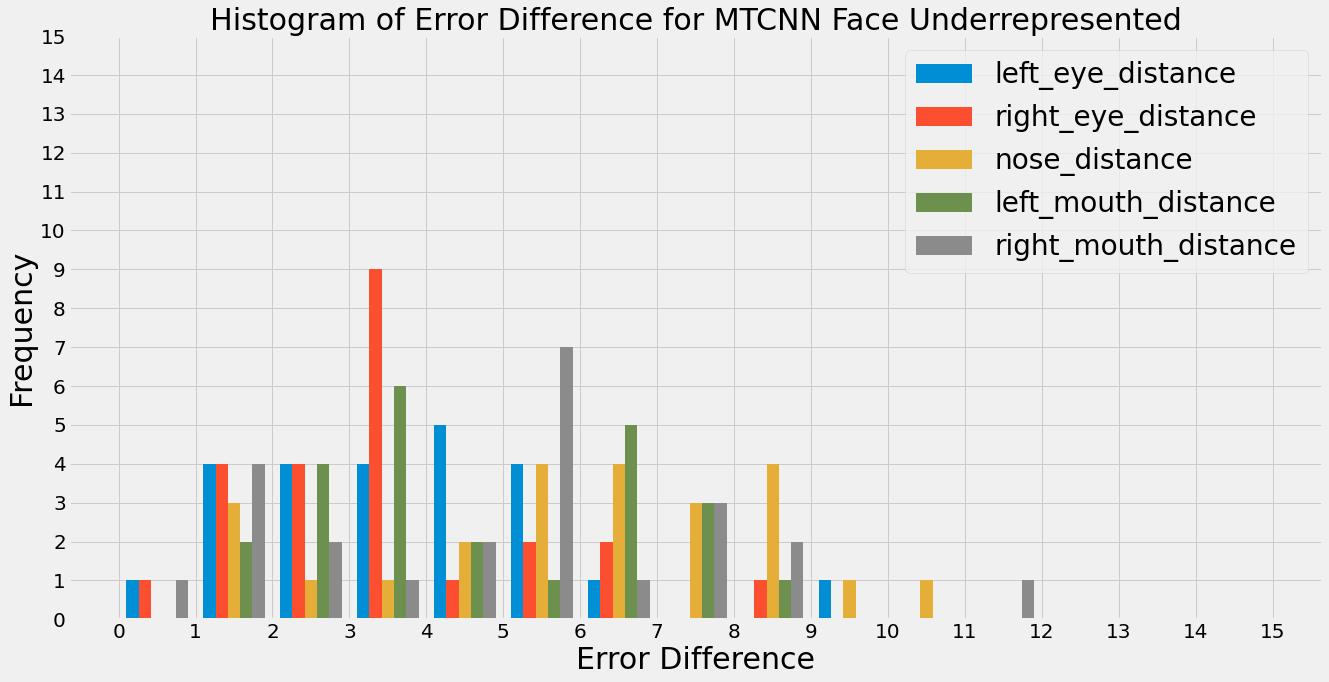 Histogram of Error Difference for MTCNN Face Underrepresented
15
14
13
12
11
10
9
8
7
6
5
4
3
2
1
0
Frequency
left_eye_distance
right_eye_distance
nose_distance
left_mouth_distance
right_mouth_distance
0 1 2 3 4 5 6 7 8 9 10 11 12 13 14 15
Error Difference